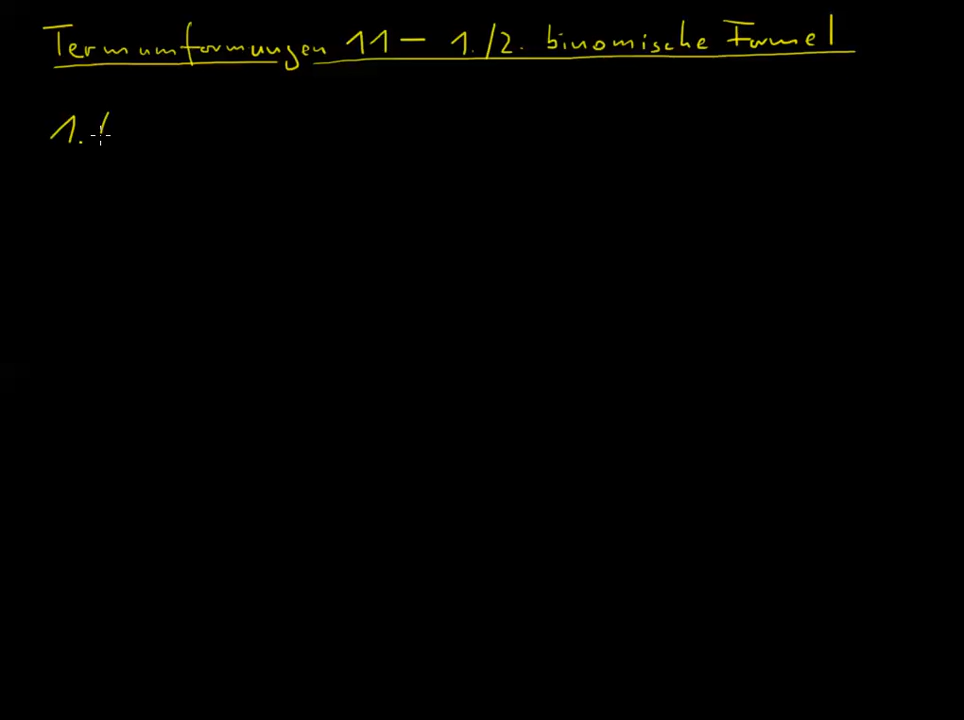 Termumformungen 11 – 1./2. binomische Formel
1. (